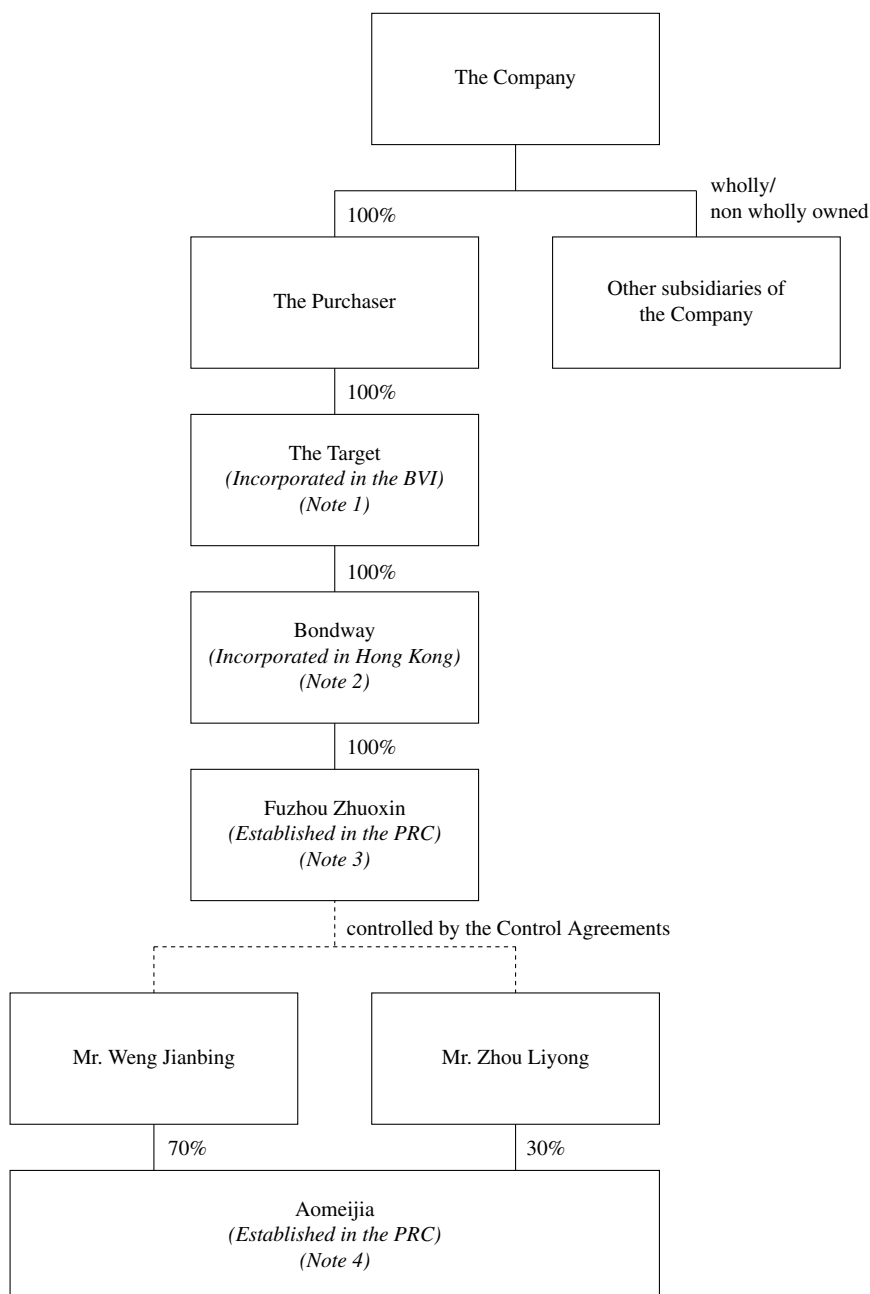 The Company
wholly/
non wholly owned
100%
The Purchaser
Other subsidiaries of
the Company
100%
The Target
(Incorporated in the BVI)
(Note 1)
100%
Bondway
(Incorporated in Hong Kong)
(Note 2)
100%
Fuzhou Zhuoxin
(Established in the PRC)
(Note 3)
controlled by the Control Agreements
Mr. Weng Jianbing
Mr. Zhou Liyong
70%
30%
Aomeijia
(Established in the PRC)
(Note 4)